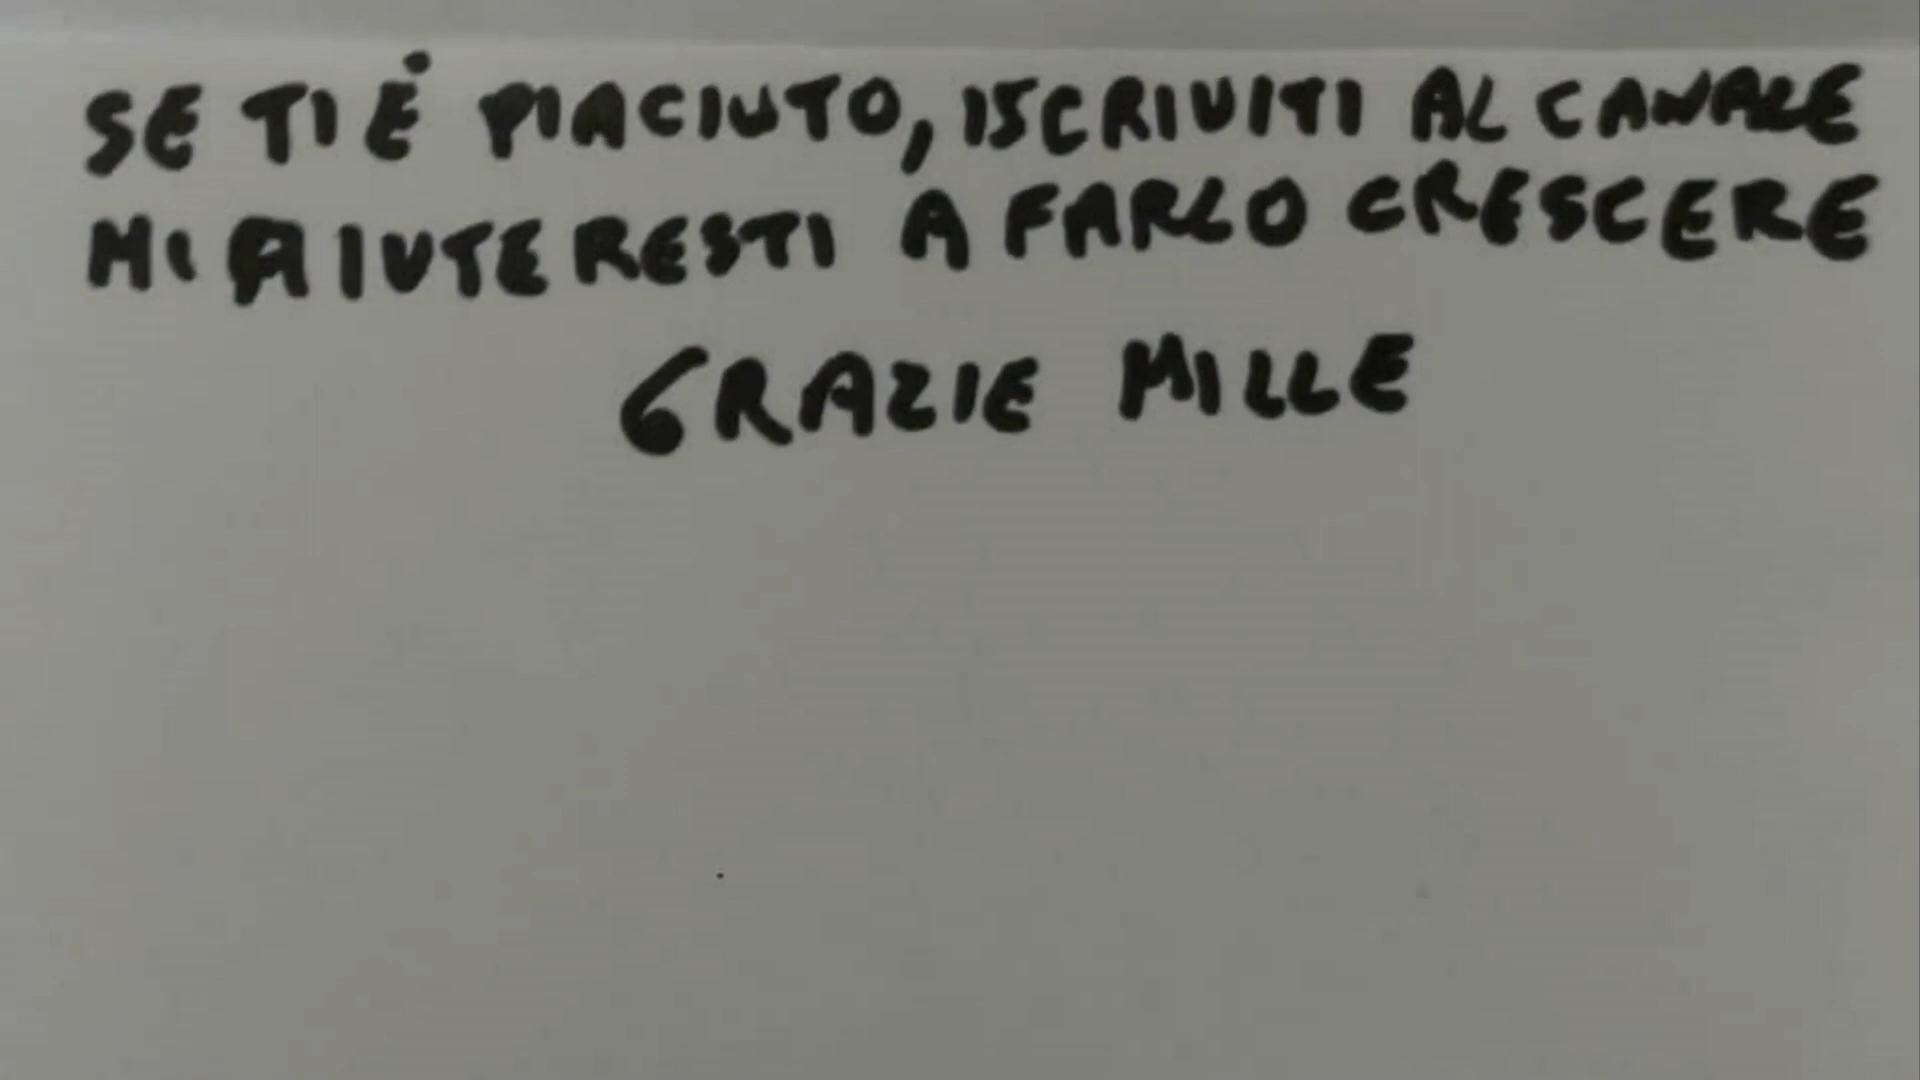 SE TI È PIACIUTO, ISCRIVITI AL CANALE
MI AIUTERESTI A FARLO CRESCERE
GRAZIE MILLE